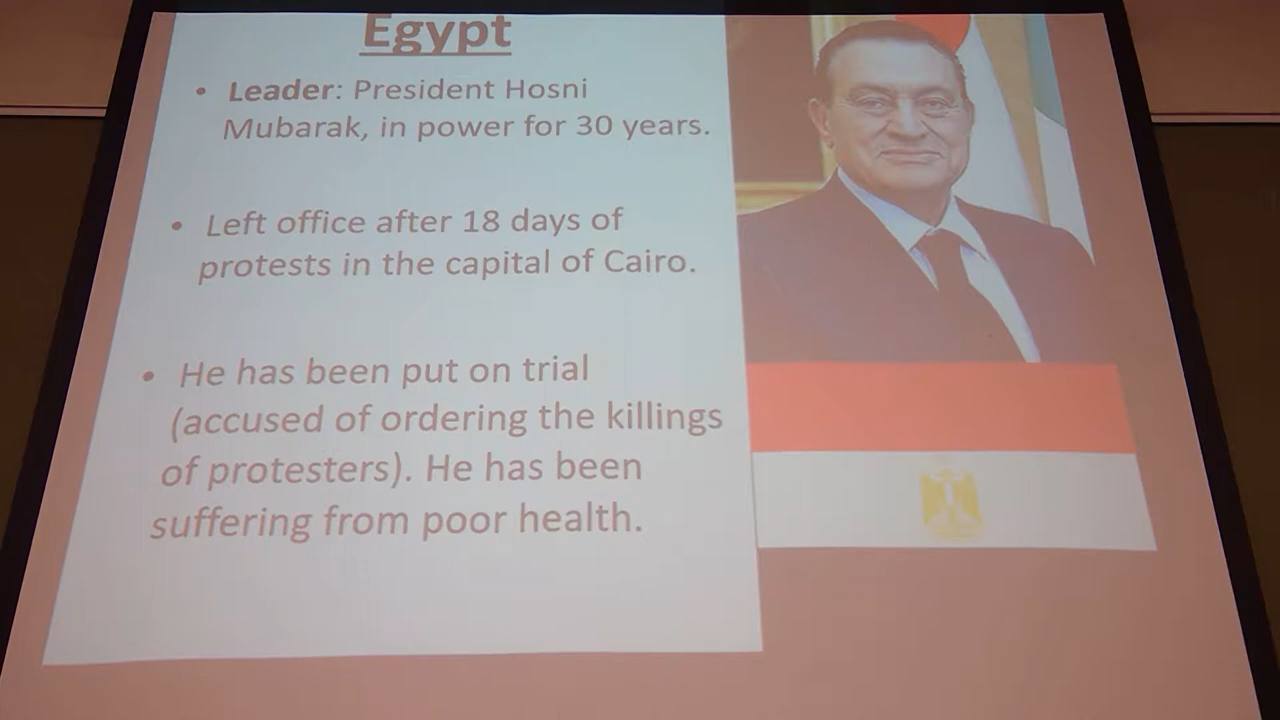 Egypt
• Leader: President Hosni
Mubarak, in power for 30 years.
• Left office after 18 days of
protests in the capital of Cairo.
• He has been put on trial
(accused of ordering the killings
of protesters). He has been
suffering from poor health.